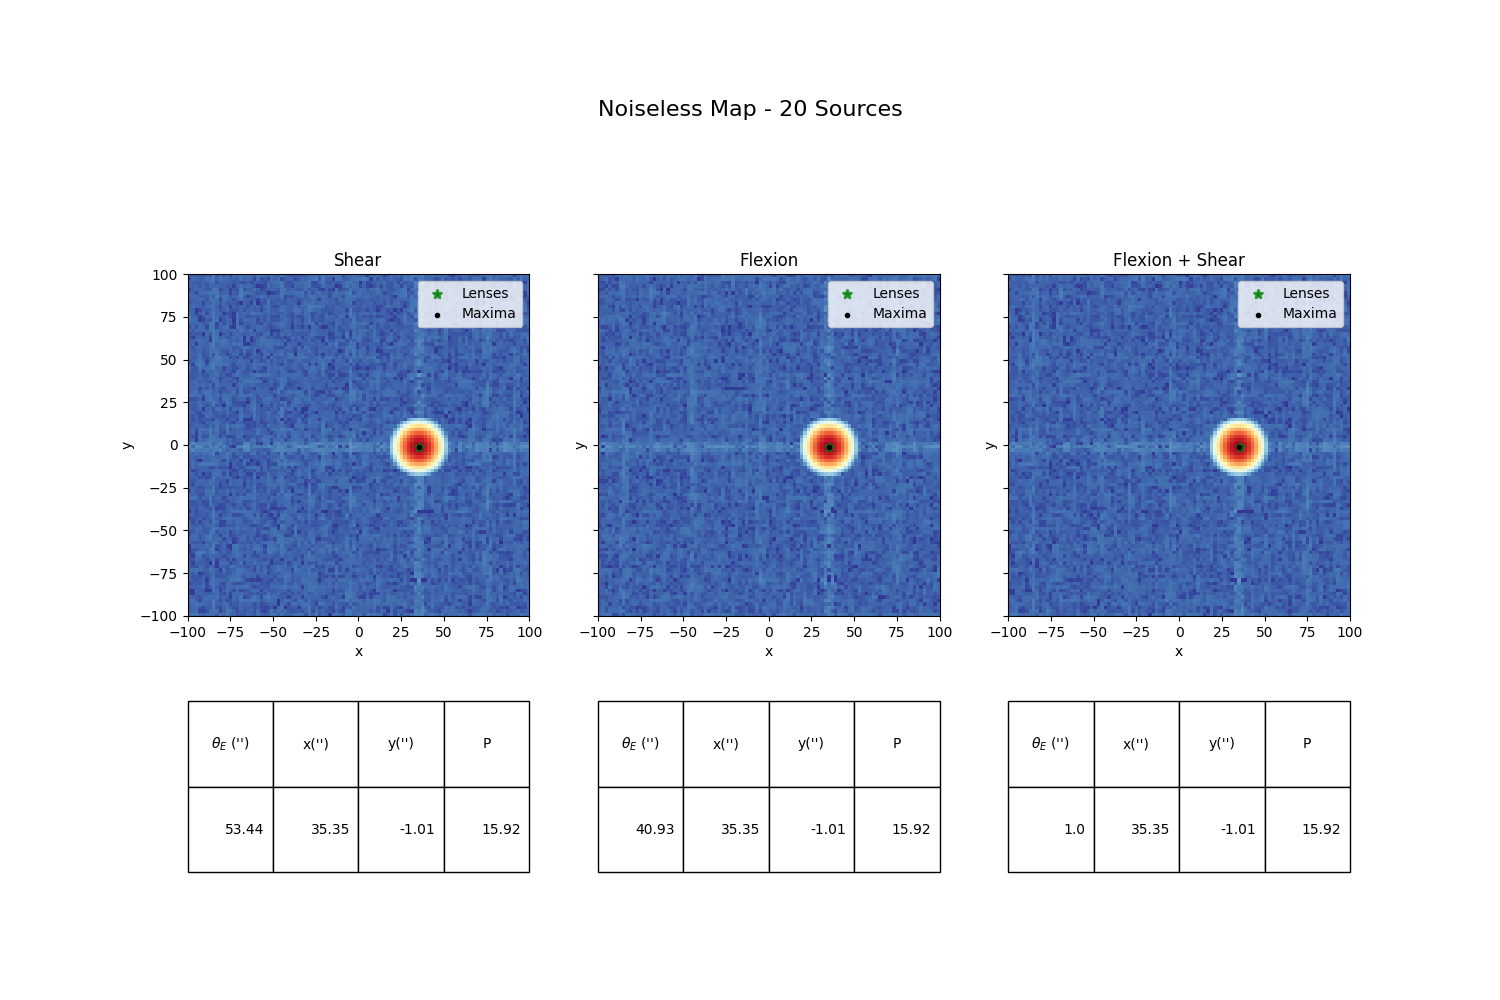 Noiseless Map - 20 Sources
Shear
Flexion
Flexion + Shear
Lenses
Maxima
Lenses
Maxima
Lenses
Maxima
100
75
50
25
0
−25
−50
−75
−100
y
y
y
−100 −75 −50 −25 0 25 50 75 100
−100 −75 −50 −25 0 25 50 75 100
−100 −75 −50 −25 0 25 50 75 100
x
x
x
θE ('') x('') y('') P
53.44 35.35 -1.01 15.92
θE ('') x('') y('') P
40.93 35.35 -1.01 15.92
θE ('') x('') y('') P
1.0 35.35 -1.01 15.92